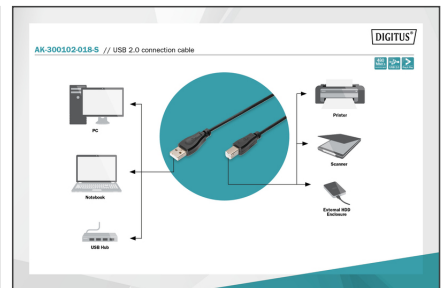 DIGITUS®
AK-300102-018-S // USB 2.0 connection cable
PC
Notebook
USB Hub
Printer
Scanner
External HDD
Enclosure